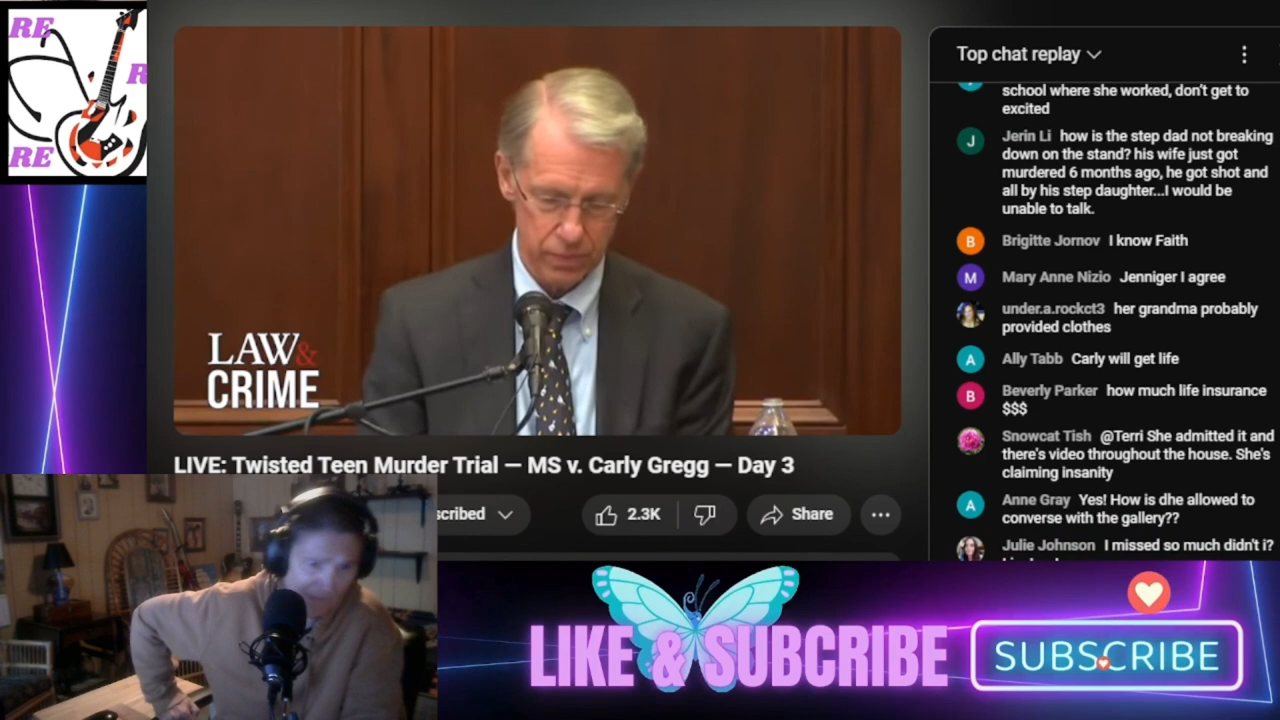 RE
RE
Top chat replay
school where she worked, don't get to
excited
Jerin Li how is the step dad not breaking
down on the stand? his wife just got
murdered 6 months ago, he got shot and
all by his step daughter...I would be
unable to talk.
B
Brigitte Jornov I know Faith
M
Mary Anne Nizio Jenniger I agree
under.a.rockct3 her grandma probably
provided clothes
A
Ally Tabb Carly will get life
B
Beverly Parker how much life insurance
$$$
Snowcat Tish @Terri She admitted it and
there's video throughout the house. She's
claiming insanity
A
Anne Gray Yes! How is dhe allowed to
converse with the gallery??
Julie Johnson I missed so much didn't i?
J
LAW&
CRIME
LIVE: Twisted Teen Murder Trial — MS v. Carly Gregg — Day 3
scribed
2.3K
Share
LIKE & SUBCRIBE
SUBSCRIBE